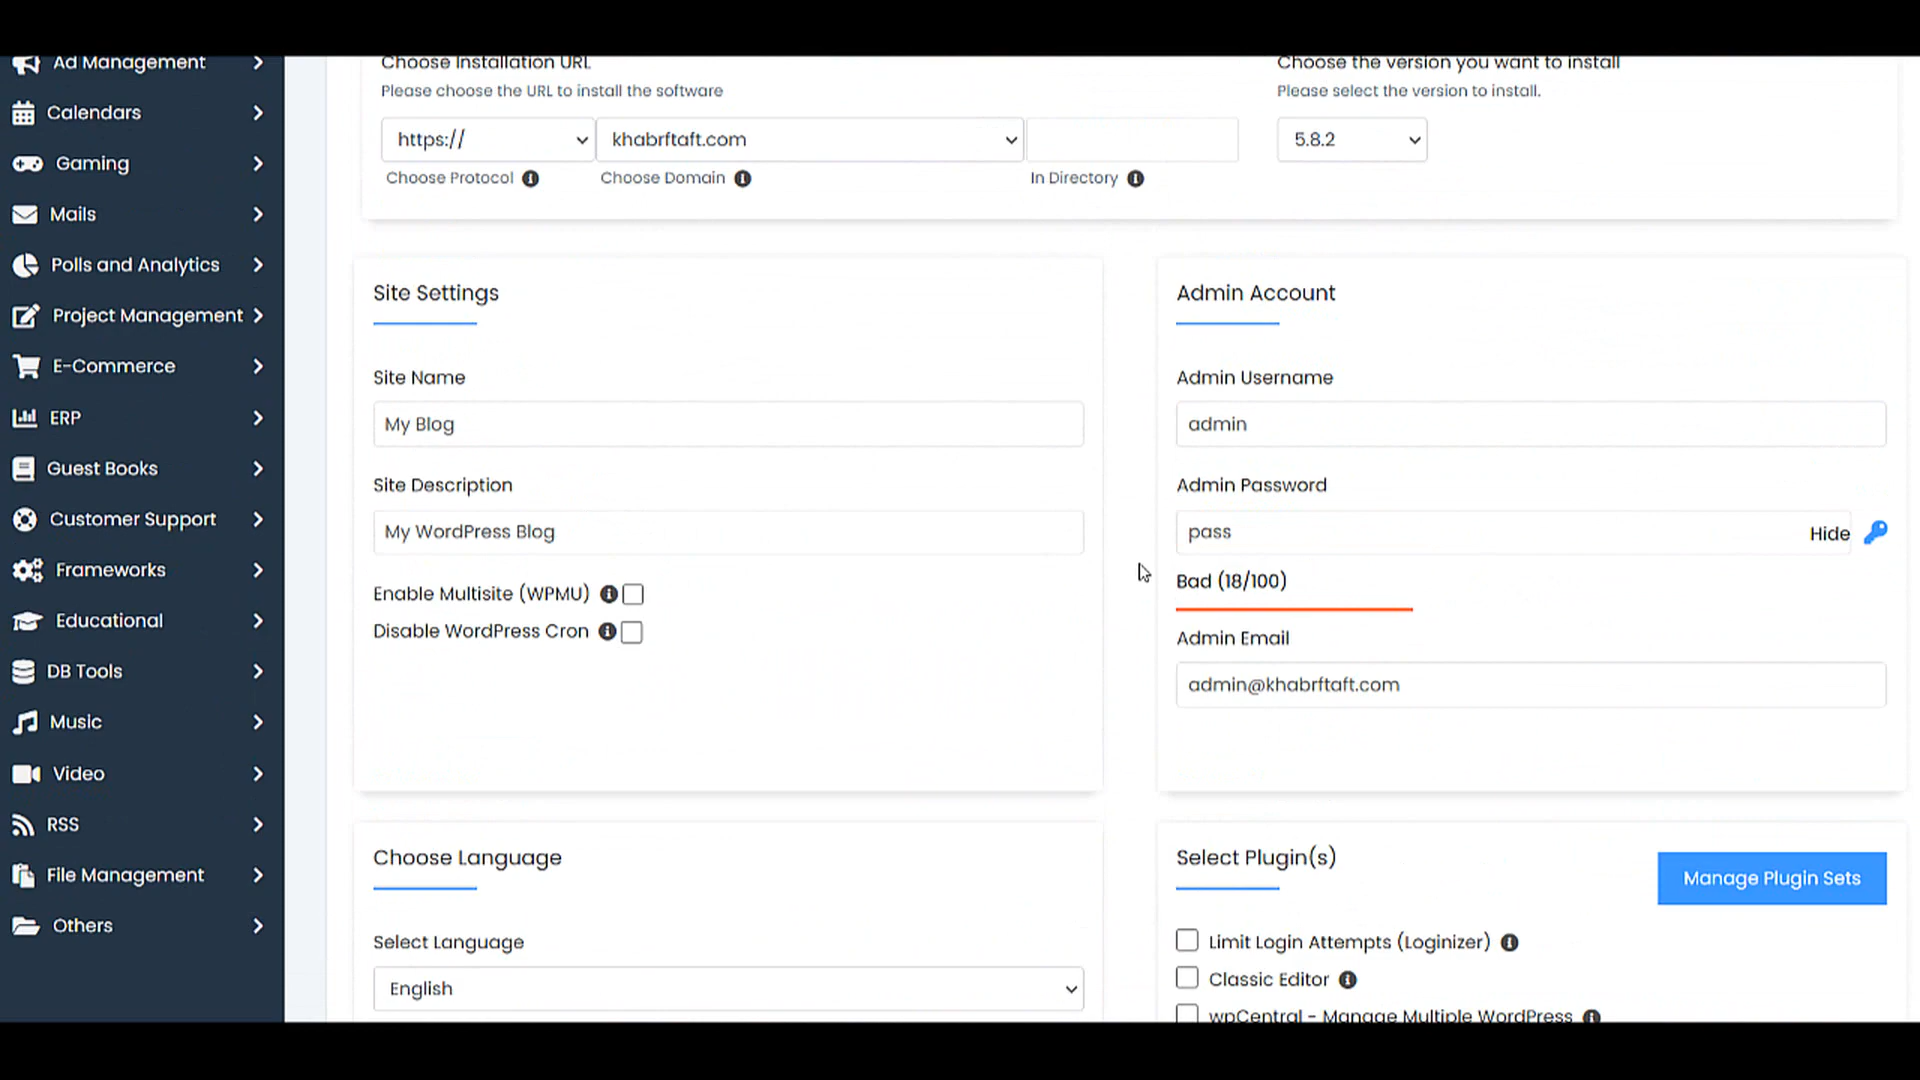 Ad Management
Calendars
Gaming
Mails
Polls and Analytics
Project Management
E-Commerce
ERP
Guest Books
Customer Support
Frameworks
Educational
DB Tools
Music
Video
RSS
File Management
Others
Choose Installation URL
Please choose the URL to install the software
https://
khabrftaft.com
Choose Protocol
Choose Domain
In Directory
Choose the version you want to install
Please select the version to install.
5.8.2
Site Settings
Site Name
My Blog
Site Description
My WordPress Blog
Enable Multisite (WPMU)
Disable WordPress Cron
Admin Account
Admin Username
admin
Admin Password
pass
Hide
Bad (18/100)
Admin Email
admin@khabrftaft.com
Choose Language
Select Language
English
Select Plugin(s)
Manage Plugin Sets
Limit Login Attempts (Loginizer)
Classic Editor
wpCentral - Manage Multiple WordPress